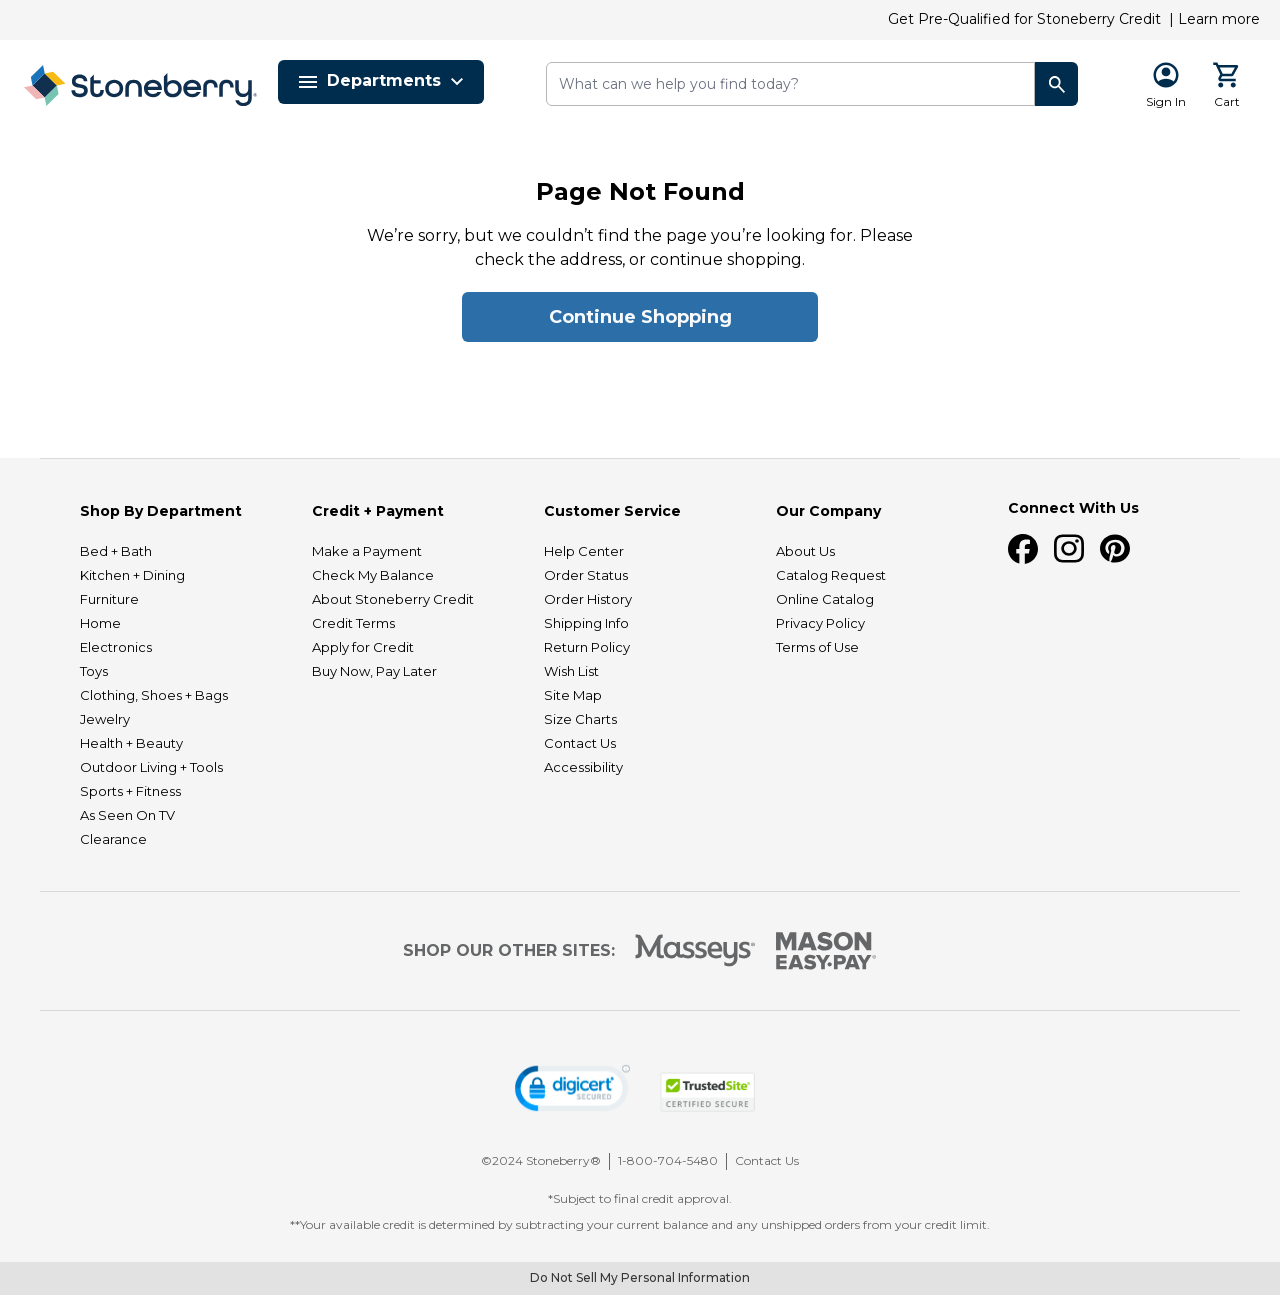 Get Pre-Qualified for Stoneberry Credit | Learn more
Stoneberry®
Departments
What can we help you find today?
Sign In
Cart
Page Not Found
We’re sorry, but we couldn’t find the page you’re looking for. Please
check the address, or continue shopping.
Continue Shopping
Shop By Department
Bed + Bath
Kitchen + Dining
Furniture
Home
Electronics
Toys
Clothing, Shoes + Bags
Jewelry
Health + Beauty
Outdoor Living + Tools
Sports + Fitness
As Seen On TV
Clearance
Credit + Payment
Make a Payment
Check My Balance
About Stoneberry Credit
Credit Terms
Apply for Credit
Buy Now, Pay Later
Customer Service
Help Center
Order Status
Order History
Shipping Info
Return Policy
Wish List
Site Map
Size Charts
Contact Us
Accessibility
Our Company
About Us
Catalog Request
Online Catalog
Privacy Policy
Terms of Use
Connect With Us
SHOP OUR OTHER SITES:
Masseys®
MASON
EASY•PAY®
digicert
SECURED
TrustedSite®
CERTIFIED SECURE
©2024 Stoneberry® | 1-800-704-5480 | Contact Us
*Subject to final credit approval.
**Your available credit is determined by subtracting your current balance and any unshipped orders from your credit limit.
Do Not Sell My Personal Information